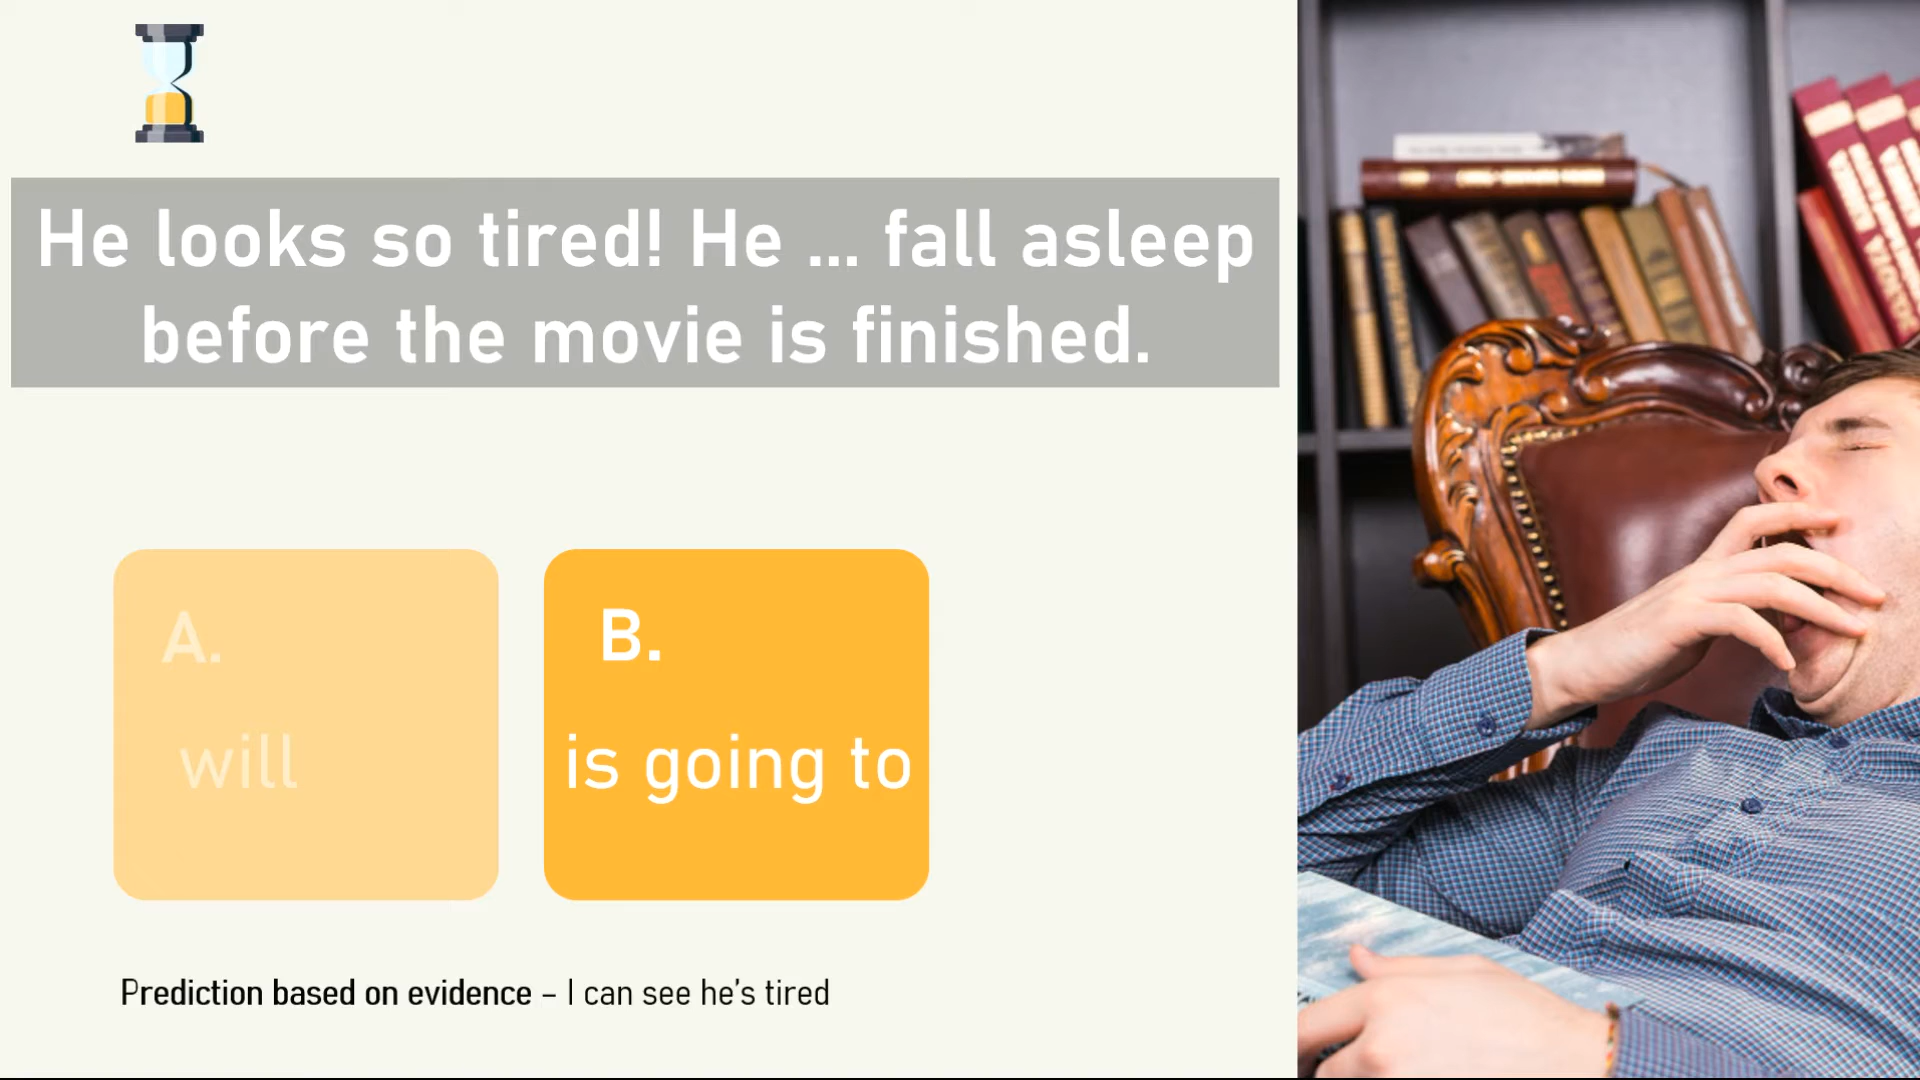 He looks so tired! He ... fall asleep
before the movie is finished.
A.
will
B.
is going to
Prediction based on evidence – I can see he's tired